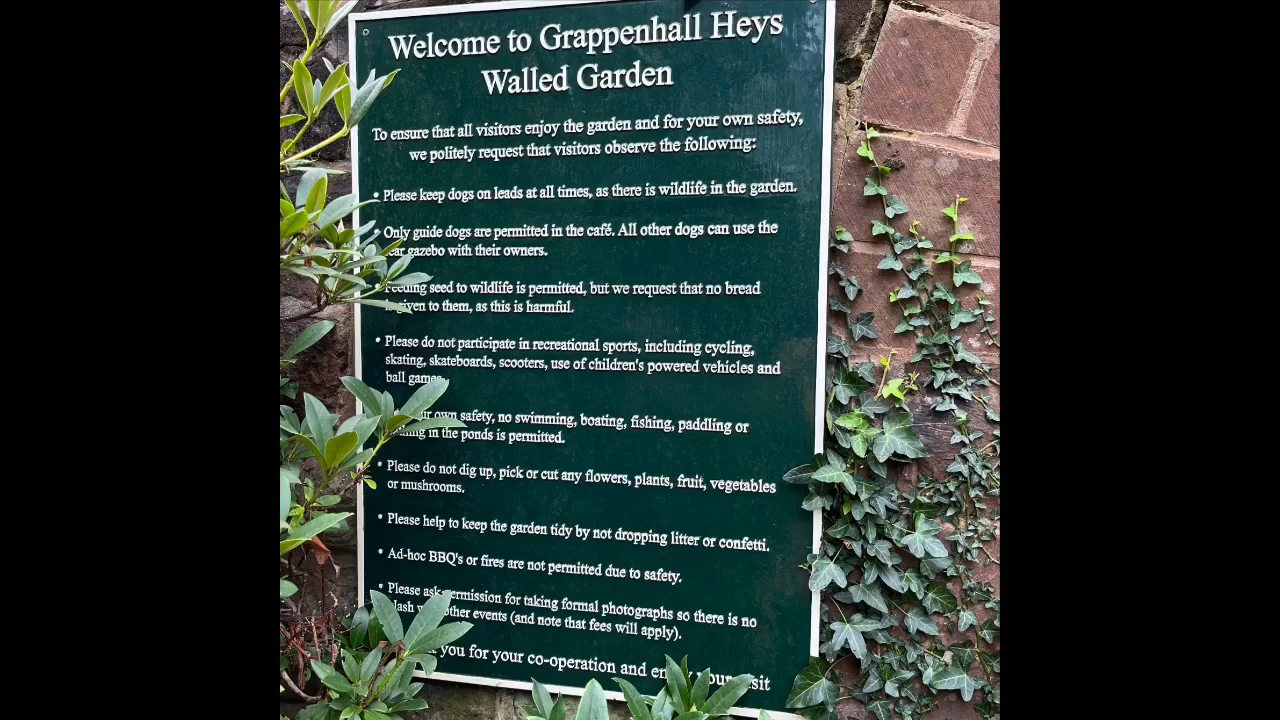 Welcome to Grappenhall Heys
Walled Garden
To ensure that all visitors enjoy the garden and for your own safety,
we politely request that visitors observe the following:
• Please keep dogs on leads at all times, as there is wildlife in the garden.
• Only guide dogs are permitted in the café. All other dogs can use the
gazebo with their owners.
Feeding seed to wildlife is permitted, but we request that no bread
given to them, as this is harmful.
• Please do not participate in recreational sports, including cycling,
skating, skateboards, scooters, use of children's powered vehicles and
ball games.
own safety, no swimming, boating, fishing, paddling or
in the ponds is permitted.
• Please do not dig up, pick or cut any flowers, plants, fruit, vegetables
or mushrooms.
• Please help to keep the garden tidy by not dropping litter or confetti.
• Ad-hoc BBQ's or fires are not permitted due to safety.
• Please ask permission for taking formal photographs so there is no
other events (and note that fees will apply).
you for your co-operation and enjoy your visit